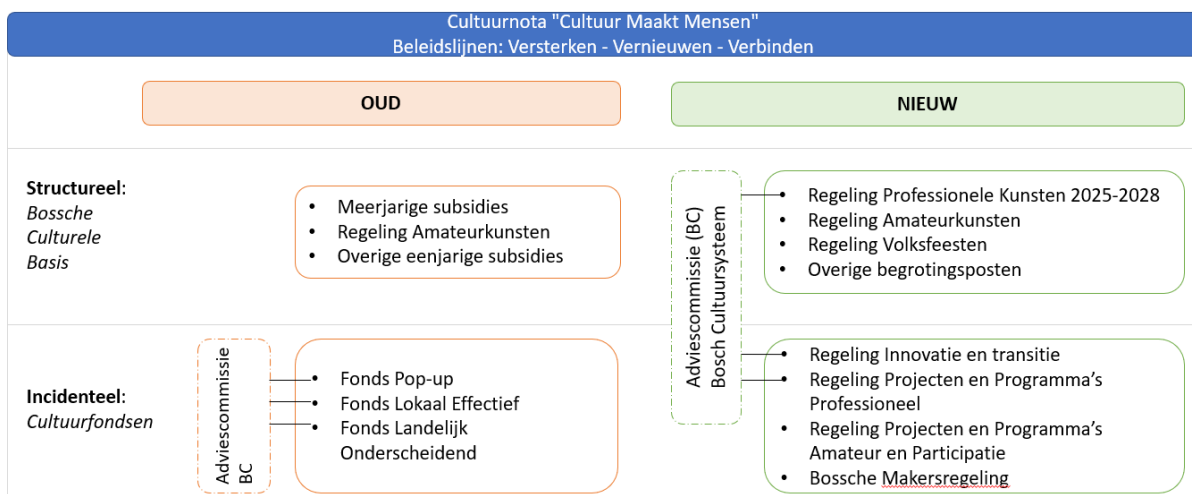 Cultuurnota "Cultuur Maakt Mensen"
Beleidslijnen: Versterken - Vernieuwen - Verbinden
OUD
NIEUW
Structureel:
Bossche
Culturele
Basis
• Meerjarige subsidies
• Regeling Amateurkunsten
• Overige eenjarige subsidies
Adviescommissie (BC)
Bosch Cultuursysteem
• Regeling Professionele Kunsten 2025-2028
• Regeling Amateurkunsten
• Regeling Volksfeesten
• Overige begrotingsposten
Incidenteel:
Cultuurfondsen
Adviescommissie
BC
• Fonds Pop-up
• Fonds Lokaal Effectief
• Fonds Landelijk
Onderscheidend
• Regeling Innovatie en transitie
• Regeling Projecten en Programma's
Professioneel
• Regeling Projecten en Programma's
Amateur en Participatie
• Bossche Makersregeling